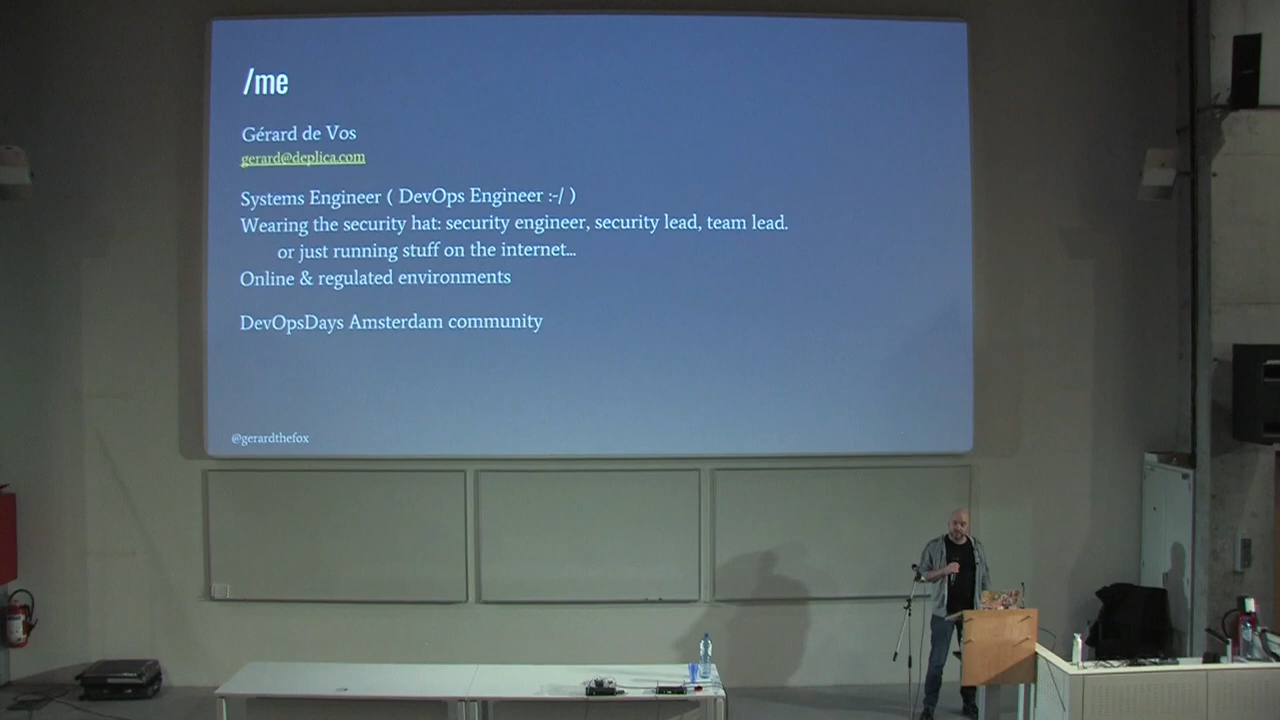 /me
Gérard de Vos
gerard@deplica.com
Systems Engineer ( DevOps Engineer :-/ )
Wearing the security hat: security engineer, security lead, team lead.
or just running stuff on the internet...
Online & regulated environments
DevOpsDays Amsterdam community
@gerardthefox